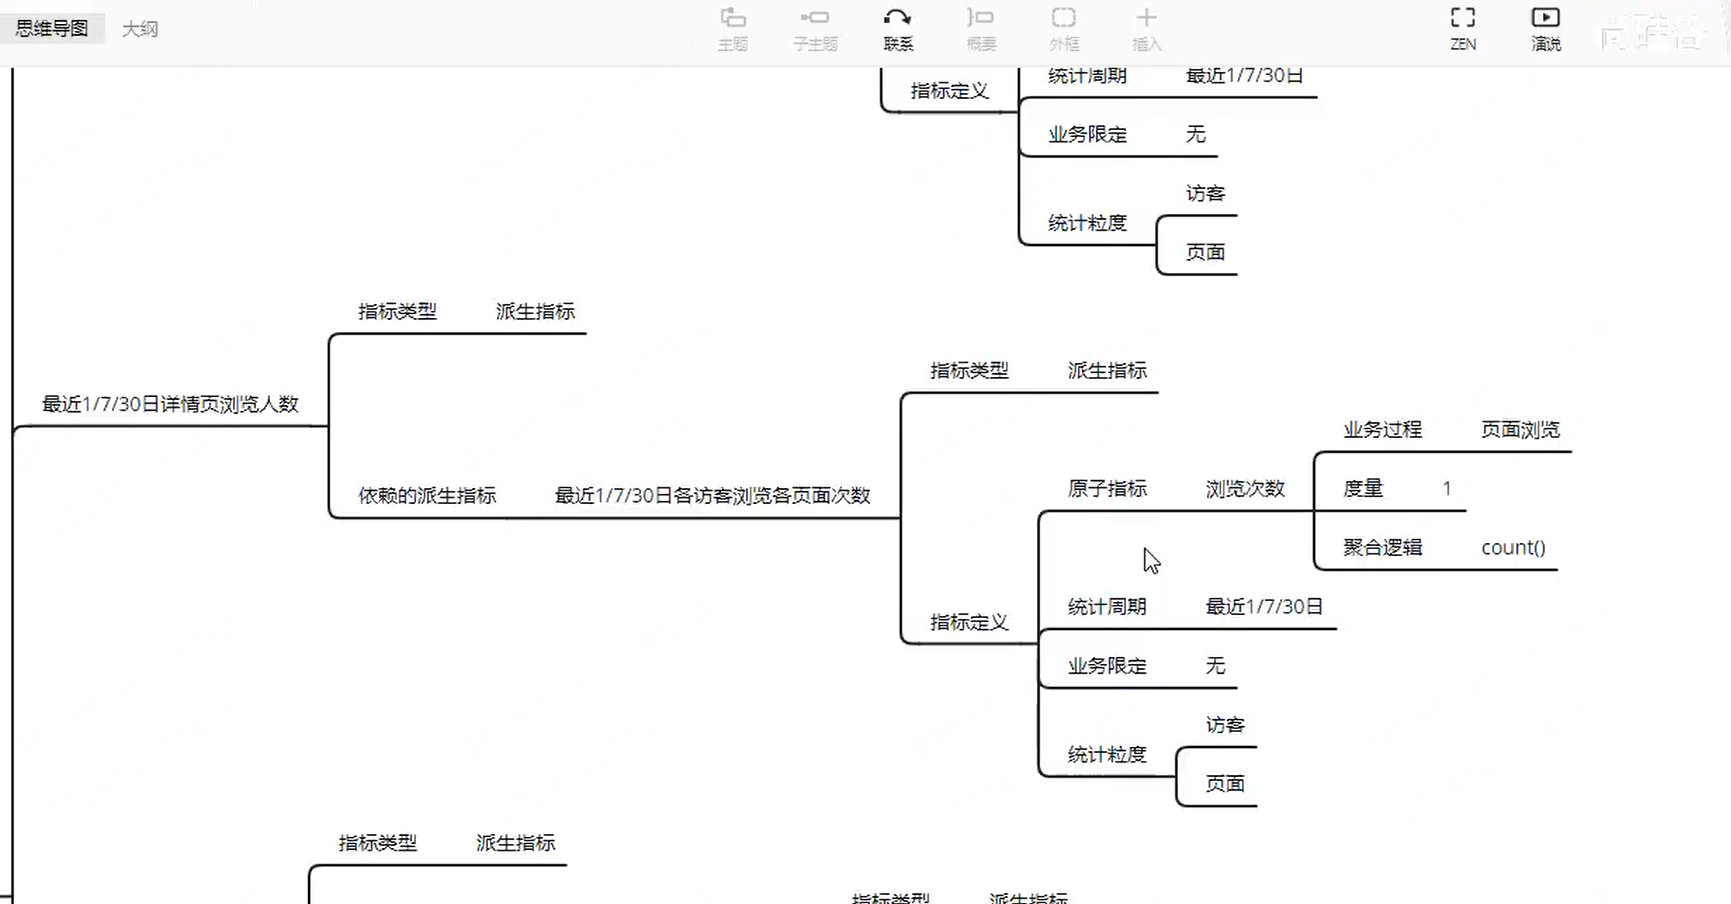 思维导图
大纲
主题
子主题
联系
概要
外框
插入
ZEN
演说
指标定义
统计周期
最近1/7/30日
业务限定
无
统计粒度
访客
页面
最近1/7/30日详情页浏览人数
指标类型
派生指标
依赖的派生指标
最近1/7/30日各访客浏览各页面次数
指标类型
派生指标
指标定义
原子指标
浏览次数
业务过程
页面浏览
度量
1
聚合逻辑
count()
统计周期
最近1/7/30日
业务限定
无
统计粒度
访客
页面
指标类型
派生指标
指标类型
派生指标